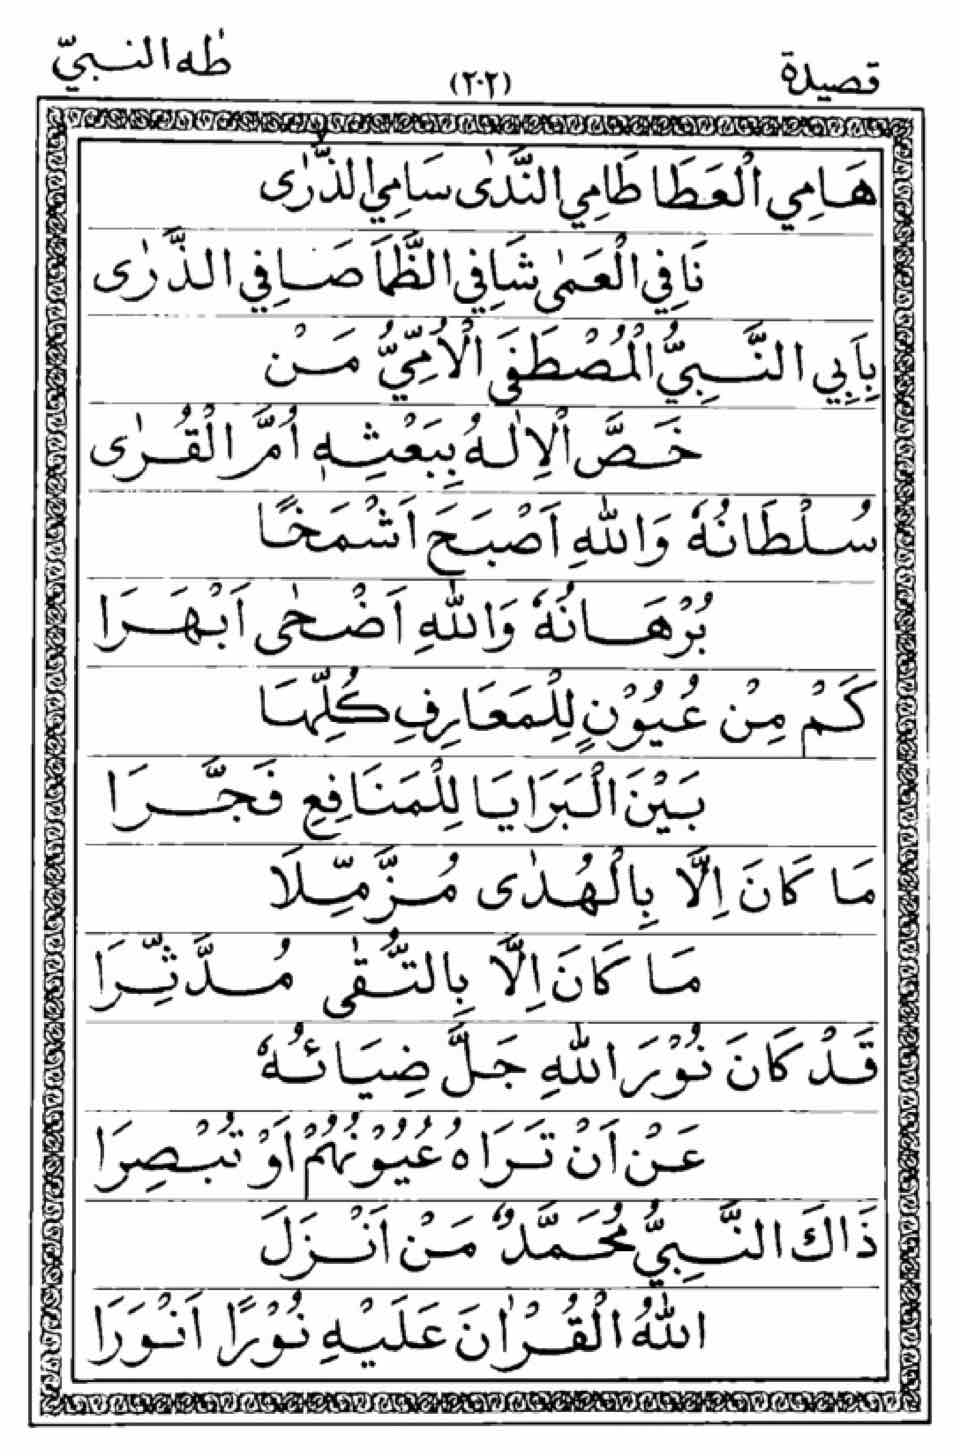 قصيدة
(٢٠٢)
طٰه النبيّ
هَامِي الْعَطَا طَامِي النَّدٰى سَامِي الذُّرٰى
نَافِي الْعَمٰى شَافِي الظَّمَاَ صَافِي الذَّرٰى
بِاَبِي النَّبِيُّ الْمُصْطَفَى الْاُمِّيُّ مَنْ
خَصَّ الْاِلٰهُ بِبَعْثِهٖ اُمَّ الْقُرٰى
سُلْطَانُهٗ وَاللّٰهِ اَصْبَحَ اَشْمَخًا
بُرْهَانُهٗ وَاللّٰهِ اَضْحٰى اَبْهَرَا
كَمْ مِنْ عُيُوْنٍ لِلْمَعَارِفِ كُلِّهَا
بَيْنَ الْبَرَايَا لِلْمَنَافِعِ فَجَّرَا
مَا كَانَ اِلَّا بِالْهُدٰى مُزَّمِّلَا
مَا كَانَ اِلَّا بِالتُّقٰى مُدَّثِّرَا
قَدْ كَانَ نُوْرَ اللّٰهِ جَلَّ ضِيَائُهٗ
عَنْ اَنْ تَرَاهُ عُيُوْنُهُمْ اَوْ تُبْصِرَا
ذَاكَ النَّبِيُّ مُحَمَّدٌ مَنْ اَنْزَلَ
اللّٰهُ الْقُرْاٰنَ عَلَيْهِ نُوْرًا اَنْوَرَا